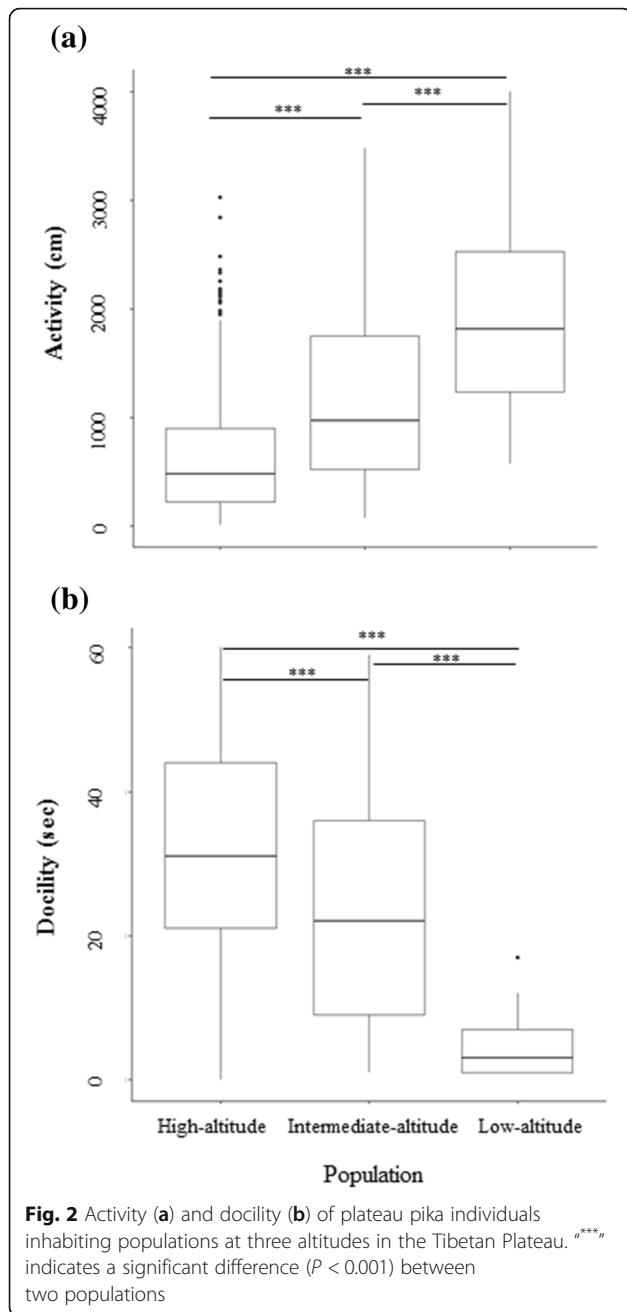 (a)
***
***
***
4000
3000
2000
1000
0
Activity (cm)
(b)
***
***
***
60
40
20
0
Docility (sec)
High-altitude Intermediate-altitude Low-altitude
Population
Fig. 2 Activity (a) and docility (b) of plateau pika individuals
inhabiting populations at three altitudes in the Tibetan Plateau. "***"
indicates a significant difference (P < 0.001) between
two populations